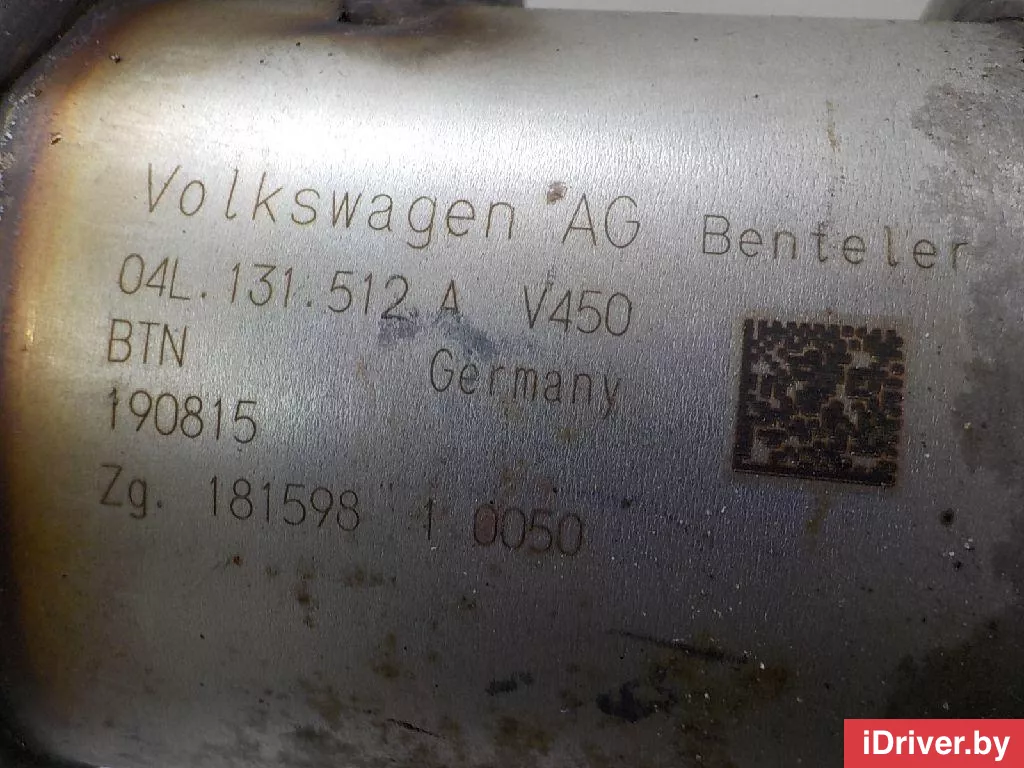 Volkswagen AG Benteler
04L.131.512 A V450
BTN Germany
190815
Zg. 181598 1 0050
iDriver.by